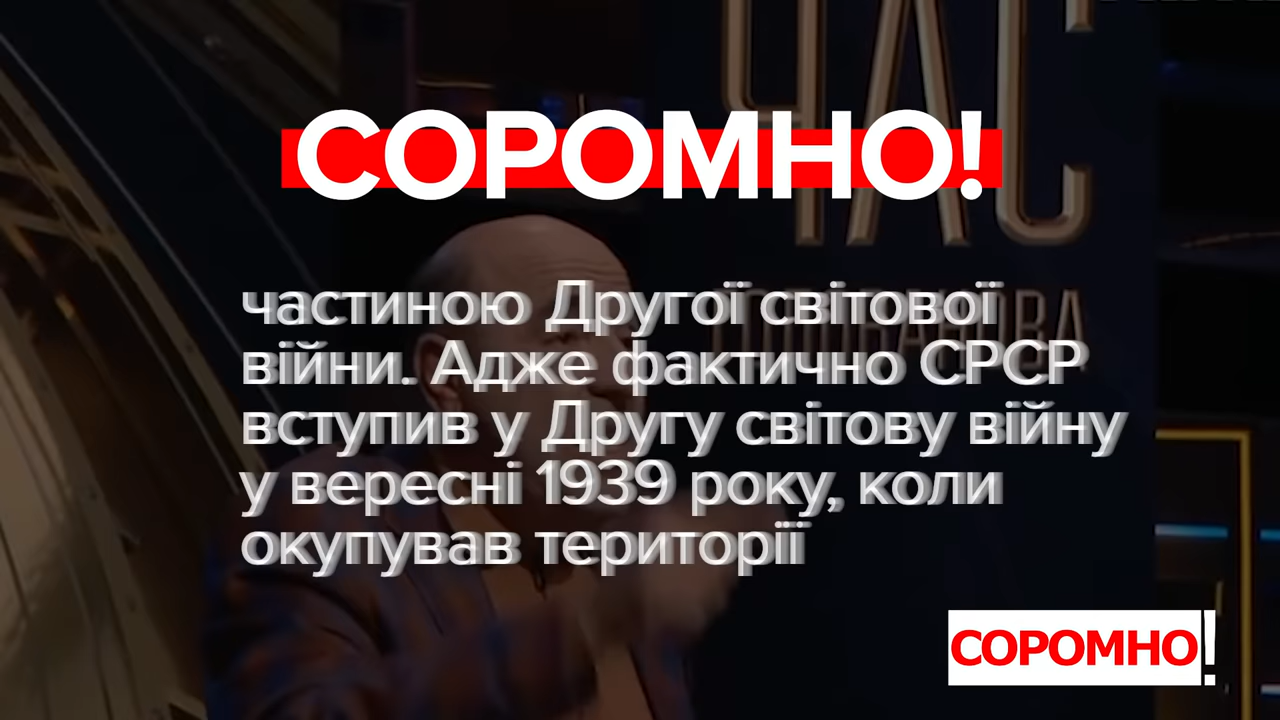 ЧАС
СОРОМНО!
частиною Другої світової
війни. Адже фактично СРСР
вступив у Другу світову війну
у вересні 1939 року, коли
окупував території
СОРОМНО!